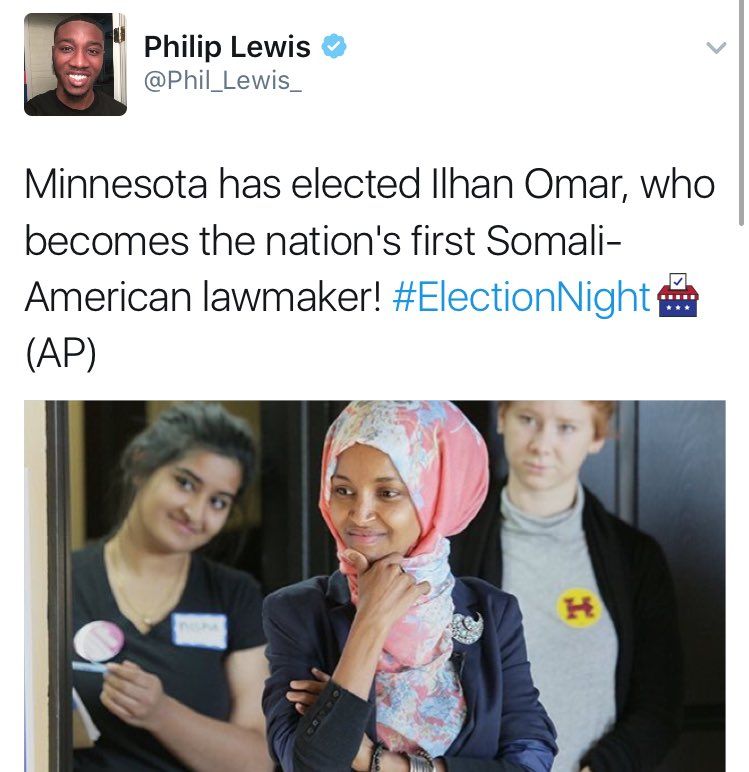 Philip Lewis
@Phil_Lewis_
Minnesota has elected Ilhan Omar, who
becomes the nation's first Somali-
American lawmaker! #ElectionNight
(AP)
H